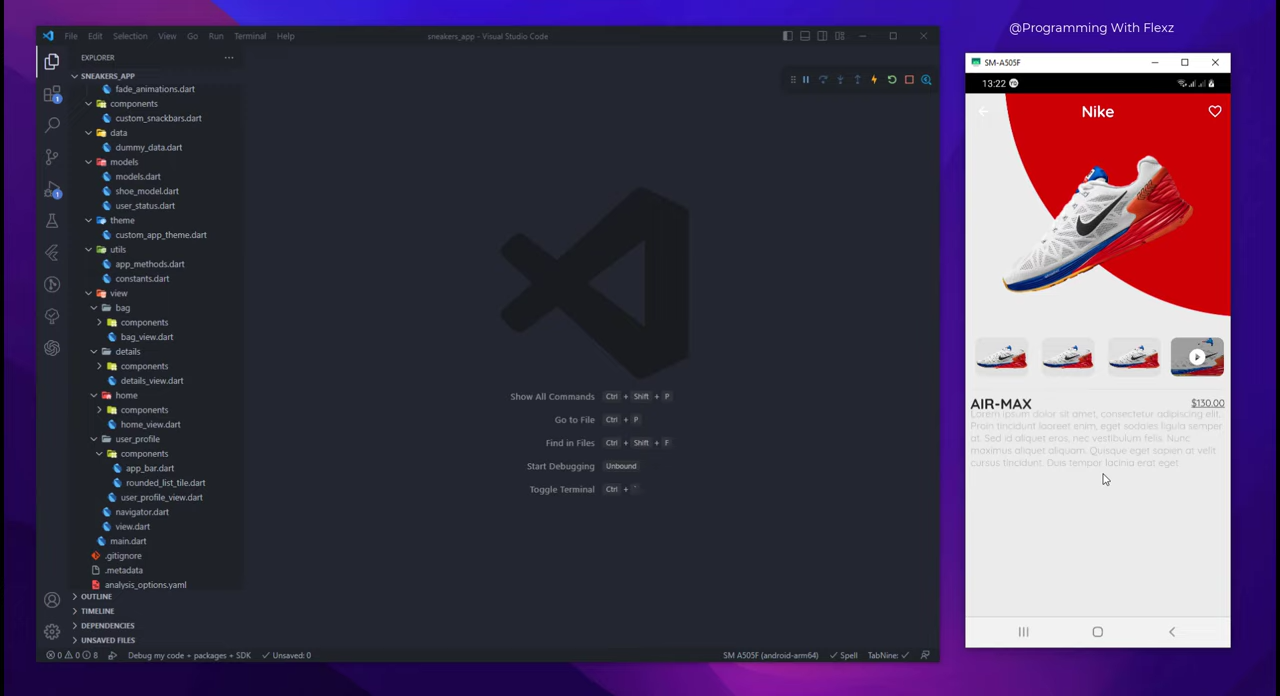 @Programming With Flexz
File Edit Selection View Go Run Terminal Help
sneakers_app - Visual Studio Code
EXPLORER
SNEAKERS_APP
fade_animations.dart
components
custom_snackbars.dart
data
dummy_data.dart
models
models.dart
shoe_model.dart
user_status.dart
theme
custom_app_theme.dart
utils
app_methods.dart
constants.dart
view
bag
components
bag_view.dart
details
components
details_view.dart
home
components
home_view.dart
user_profile
components
app_bar.dart
rounded_list_tile.dart
user_profile_view.dart
navigator.dart
view.dart
main.dart
.gitignore
.metadata
analysis_options.yaml
OUTLINE
TIMELINE
DEPENDENCIES
UNSAVED FILES
Show All Commands Ctrl + Shift + P
Go to File Ctrl + P
Find in Files Ctrl + Shift + F
Start Debugging Unbound
Toggle Terminal Ctrl + `
0 0 8 Debug my code + packages + SDK Unsaved: 0
SM A505F (android-arm64) Spell TabNine:
SM-A505F
13:22
Nike
AIR-MAX $130.00
Lorem ipsum dolor sit amet, consectetur adipiscing elit.
Proin tincidunt laoreet enim, eget sodales ligula semper
at. Sed id aliquet eros, nec vestibulum felis. Nunc
maximus aliquet aliquam. Quisque eget sapien at velit
cursus tincidunt. Duis tempor lacinia erat eget